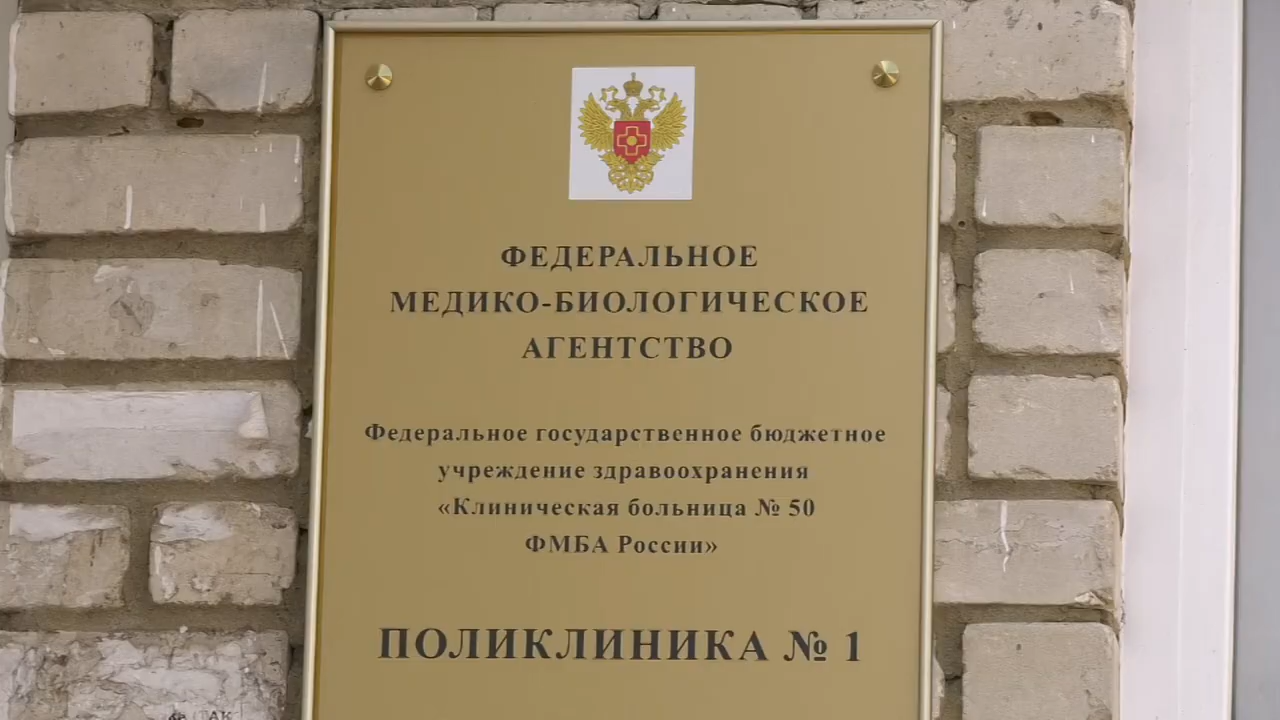 ФЕДЕРАЛЬНОЕ
МЕДИКО-БИОЛОГИЧЕСКОЕ
АГЕНТСТВО
Федеральное государственное бюджетное
учреждение здравоохранения
«Клиническая больница № 50
ФМБА России»
ПОЛИКЛИНИКА № 1